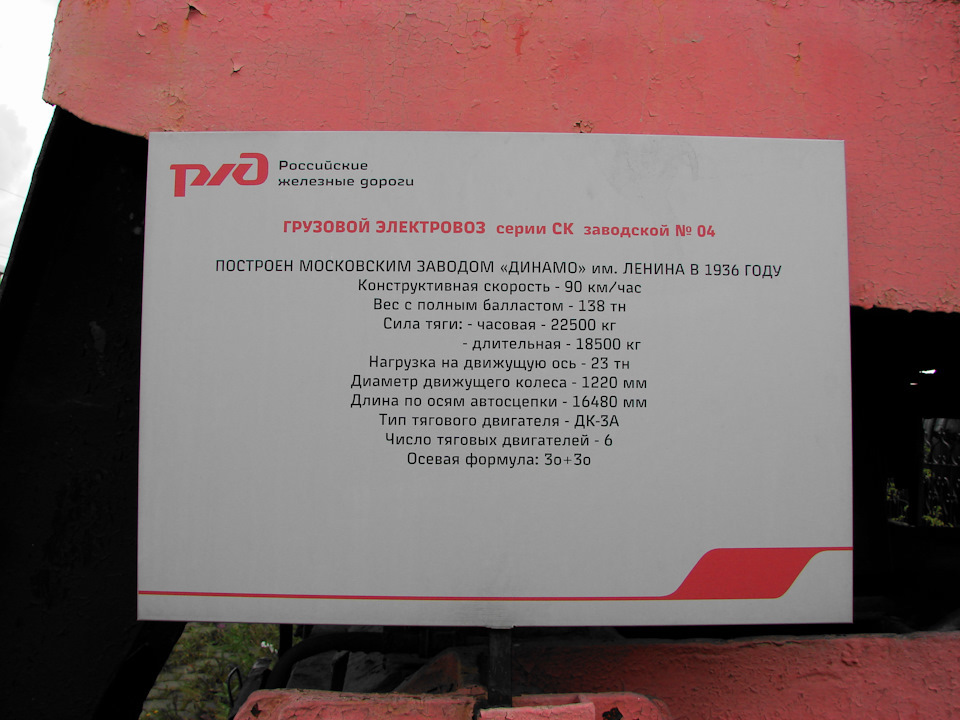 РЖД Российские
железные дороги
ГРУЗОВОЙ ЭЛЕКТРОВОЗ серии СК заводской № 04
ПОСТРОЕН МОСКОВСКИМ ЗАВОДОМ «ДИНАМО» им. ЛЕНИНА В 1936 ГОДУ
Конструктивная скорость - 90 км/час
Вес с полным балластом - 138 тн
Сила тяги: - часовая - 22500 кг
- длительная - 18500 кг
Нагрузка на движущую ось - 23 тн
Диаметр движущего колеса - 1220 мм
Длина по осям автосцепки - 16480 мм
Тип тягового двигателя - ДК-3А
Число тяговых двигателей - 6
Осевая формула: 3о+3о